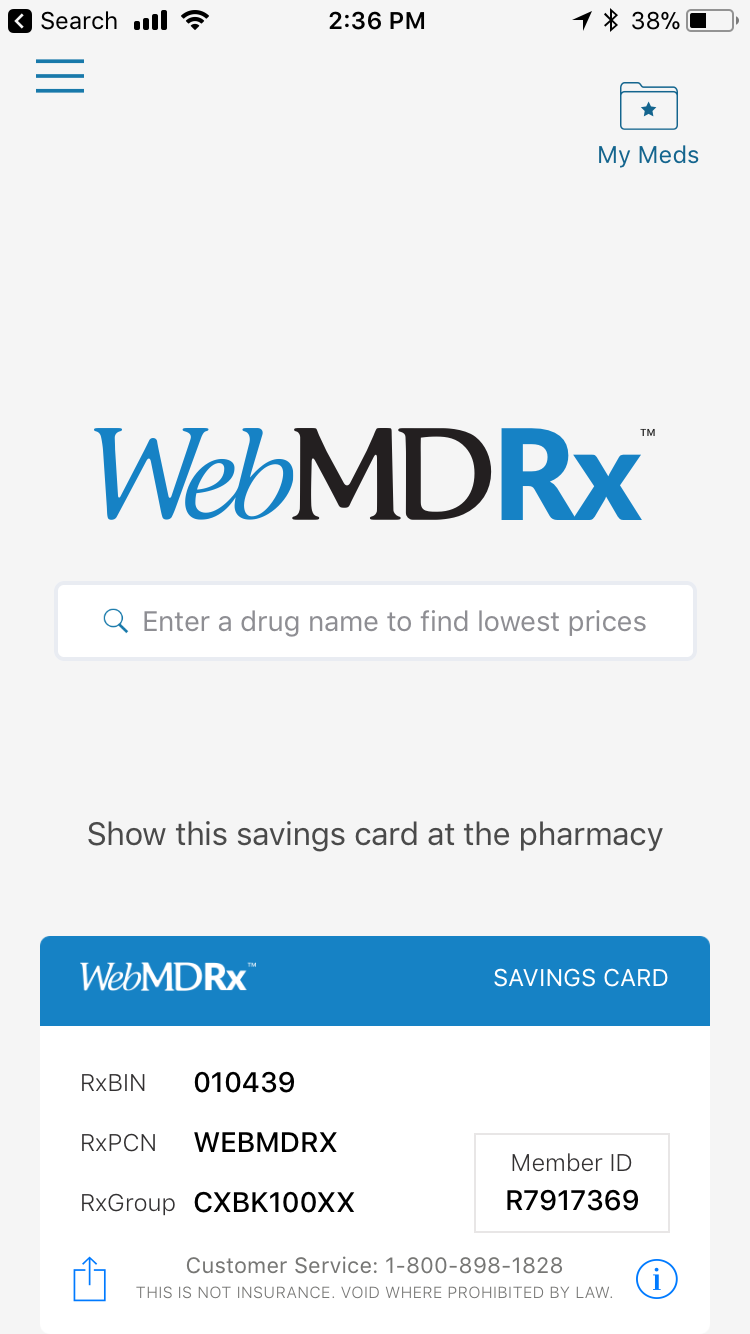 Search 2:36 PM 38%
My Meds
WebMDRx™
Enter a drug name to find lowest prices
Show this savings card at the pharmacy
WebMDRx™ SAVINGS CARD
RxBIN 010439
RxPCN WEBMDRX
Member ID
RxGroup CXBK100XX
R7917369
Customer Service: 1-800-898-1828
THIS IS NOT INSURANCE. VOID WHERE PROHIBITED BY LAW.